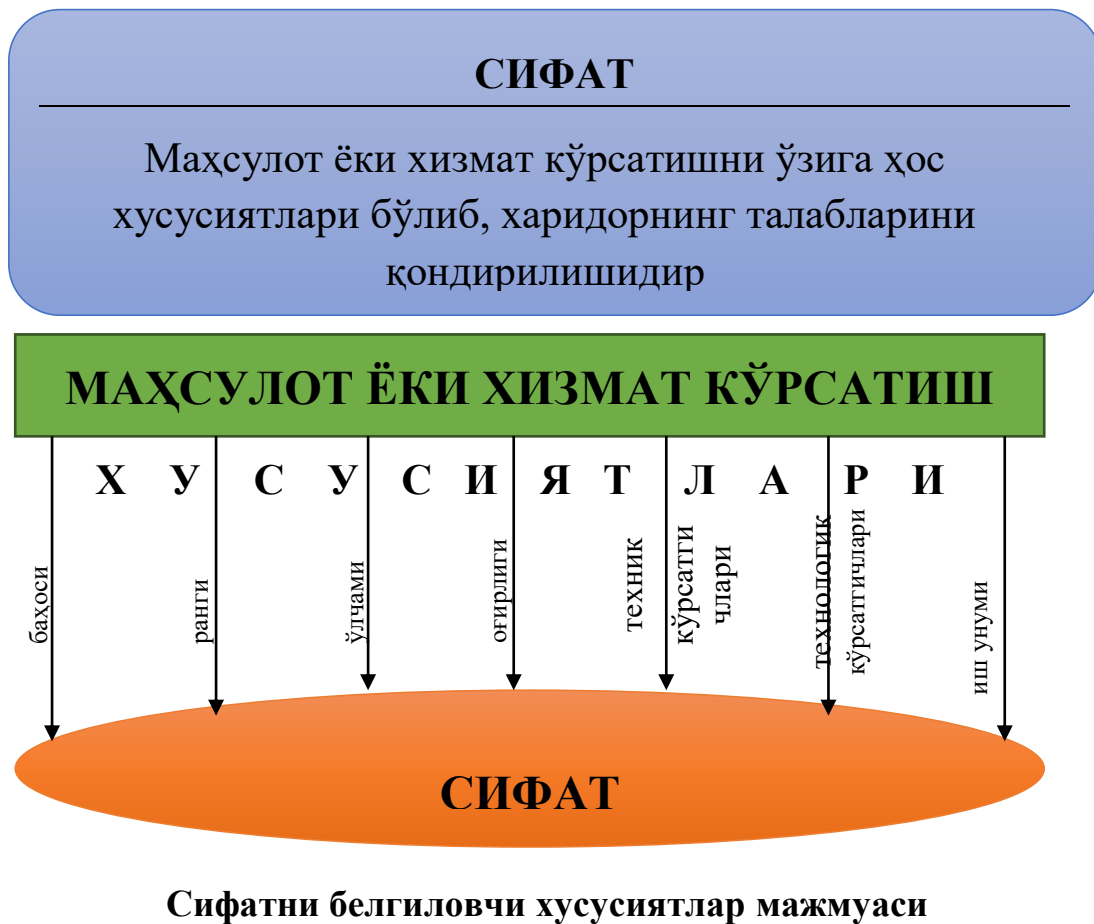 СИФАТ
Маҳсулот ёки хизмат кўрсатишни ўзига ҳос
хусусиятлари бўлиб, харидорнинг талабларини
қондирилишидир
МАҲСУЛОТ ЁКИ ХИЗМАТ КЎРСАТИШ
Х У С У С И Я Т Л А Р И
баҳоси
ранги
ўлчами
оғирлиги
техник
кўрсатги
члари
технологик
кўрсатгичлари
иш унуми
СИФАТ
Сифатни белгиловчи хусусиятлар мажмуаси